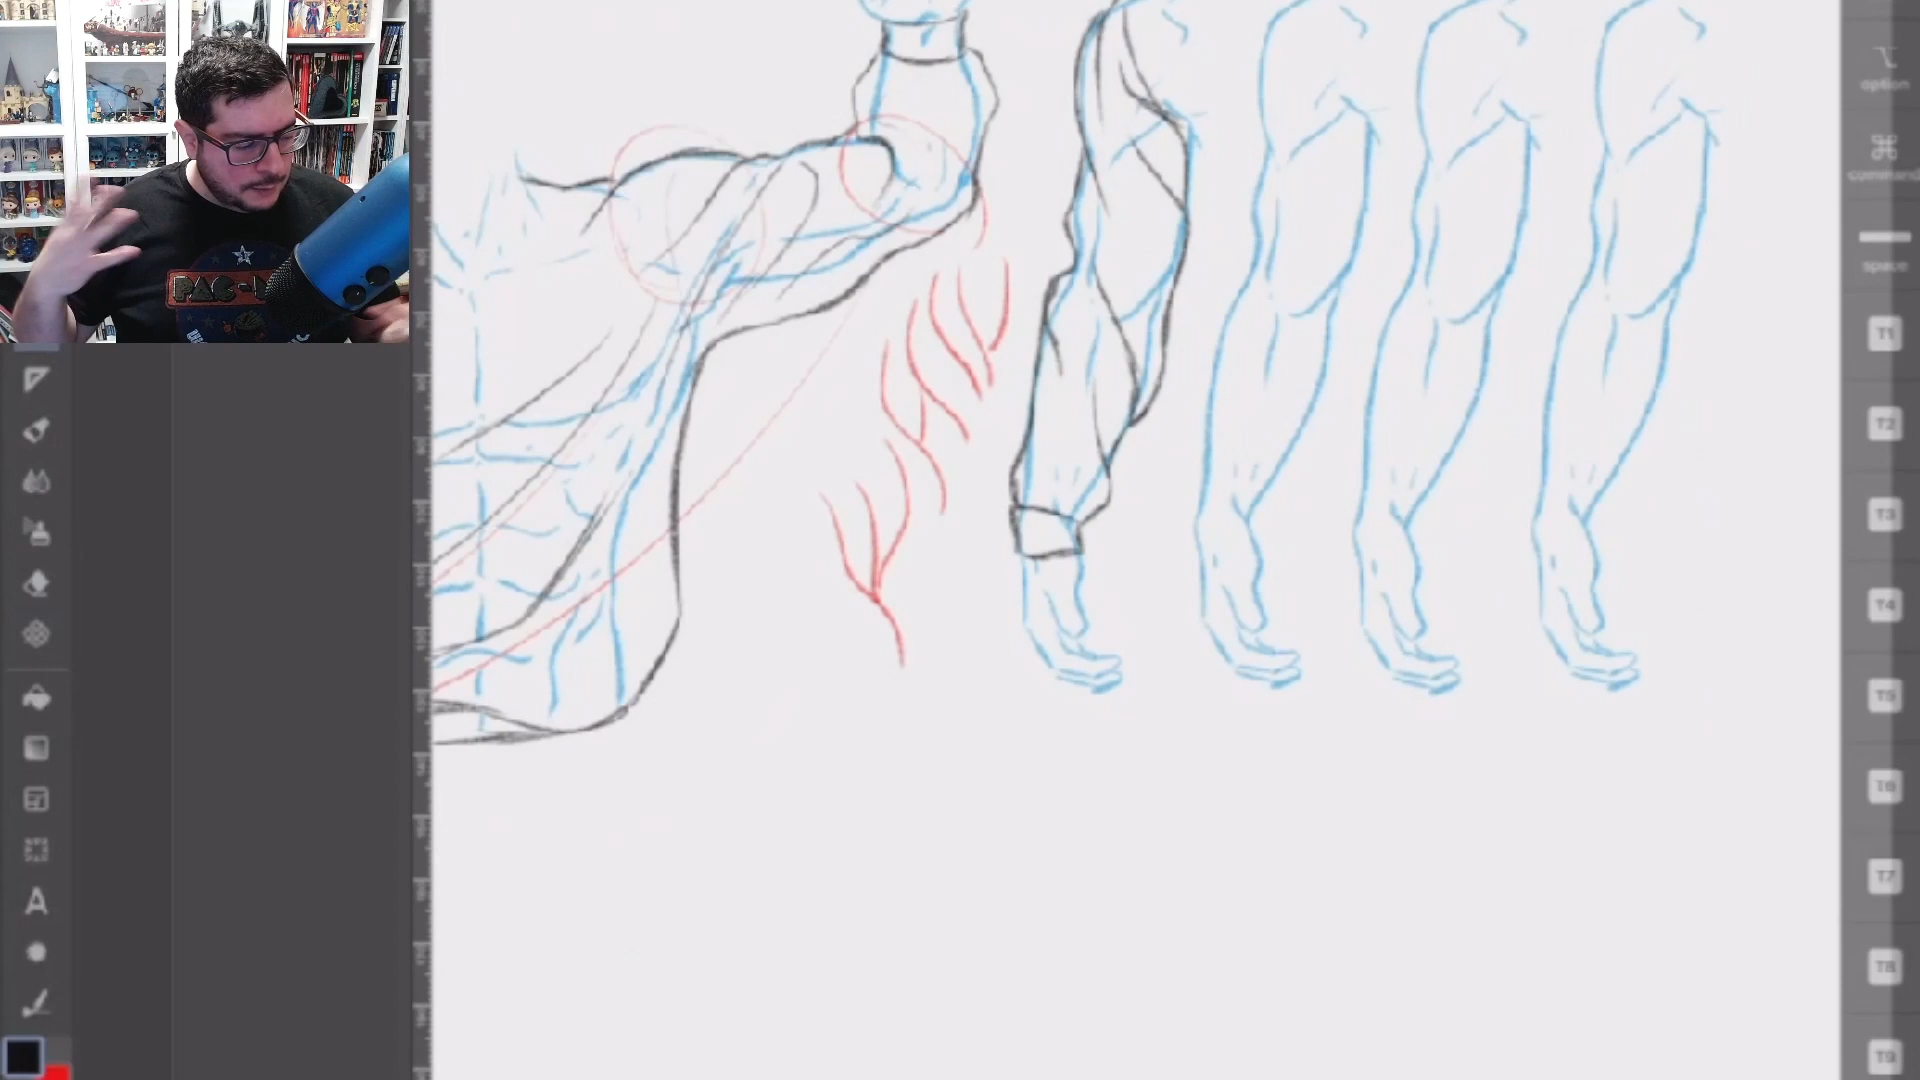 option
command
PAC-
space
T1
T2
T3
T4
T5
T6
T7
T8
T9
A